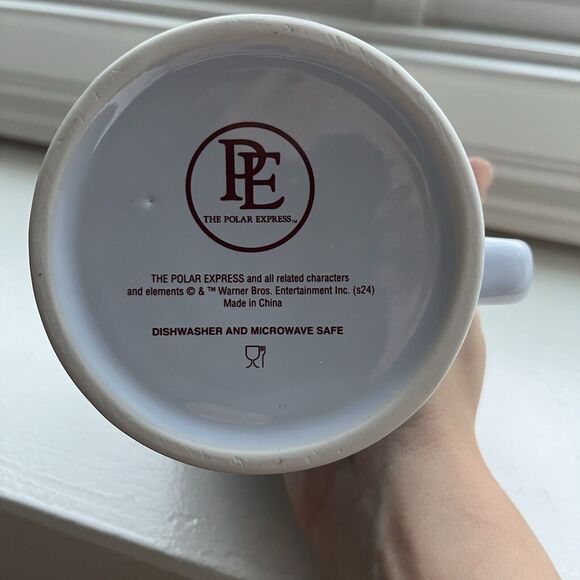 PE
THE POLAR EXPRESS™
THE POLAR EXPRESS and all related characters
and elements © & ™ Warner Bros. Entertainment Inc. (s24)
Made in China
DISHWASHER AND MICROWAVE SAFE